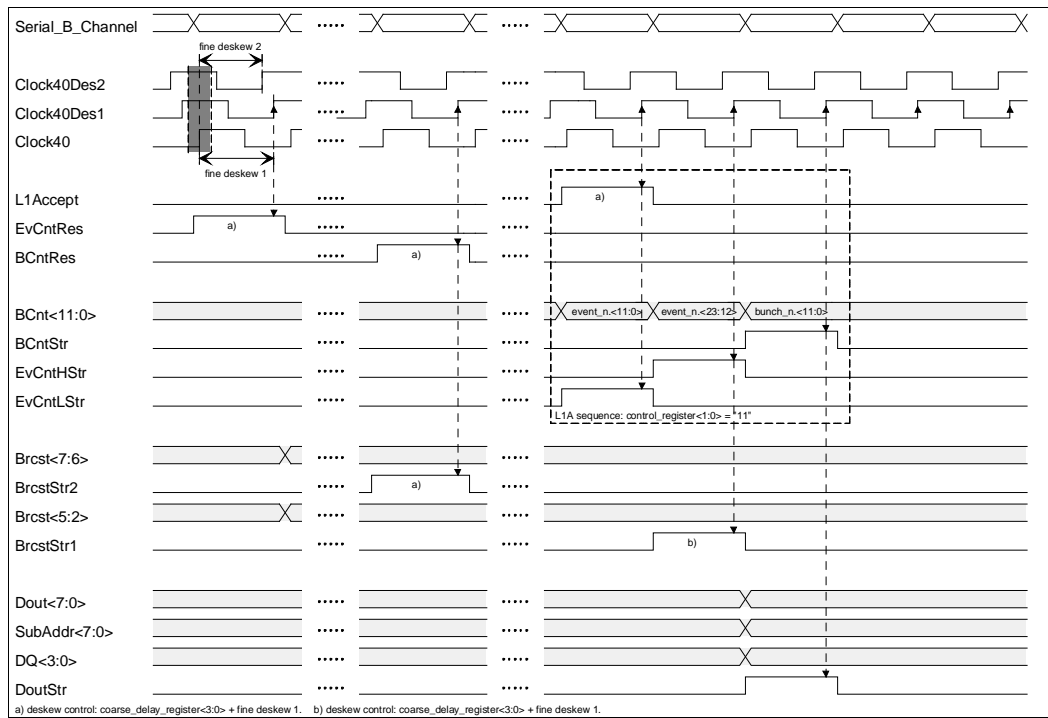 Serial_B_Channel
fine deskew 2
Clock40Des2
Clock40Des1
Clock40
fine deskew 1
L1Accept
a)
EvCntRes
a)
BCntRes
a)
BCnt<11:0>
event_n.<11:0>
event_n.<23:12>
bunch_n.<11:0>
BCntStr
EvCntHStr
EvCntLStr
L1A sequence: control_register<1:0> = "11"
Brcst<7:6>
BrcstStr2
a)
Brcst<5:2>
BrcstStr1
b)
Dout<7:0>
SubAddr<7:0>
DQ<3:0>
DoutStr
a) deskew control: coarse_delay_register<3:0> + fine deskew 1. b) deskew control: coarse_delay_register<3:0> + fine deskew 1.